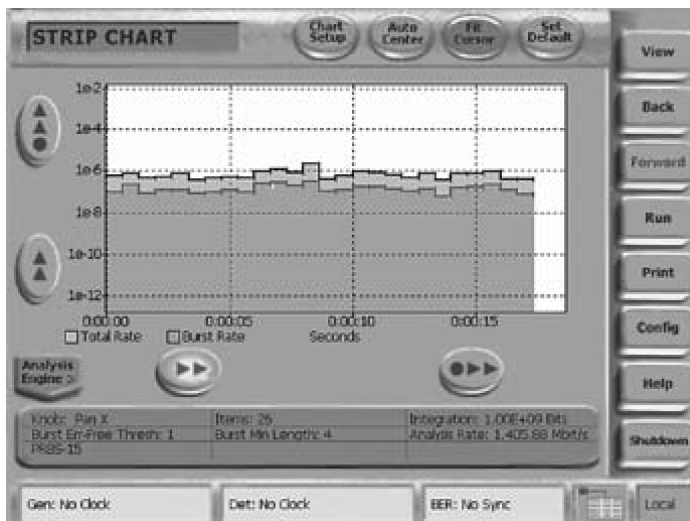 STRIP CHART
Chart Setup
Auto Center
Fit Cursor
Set Default
View
Back
Forward
Run
Print
Config
Help
Shutdown
1e-2
1e-4
1e-6
1e-8
1e-10
1e-12
0:00:00
0:00:05
0:00:10
0:00:15
Total Rate
Burst Rate
Seconds
Analysis Engine >
Knob: Pan X
Items: 26
Integration: 1.00E+09 Bits
Burst Err-Free Thresh: 1
Burst Min Length: 4
Analysis Rate: 1,405.88 Mbit/s
PRBS-15
Gen: No Clock
Det: No Clock
BER: No Sync
Local